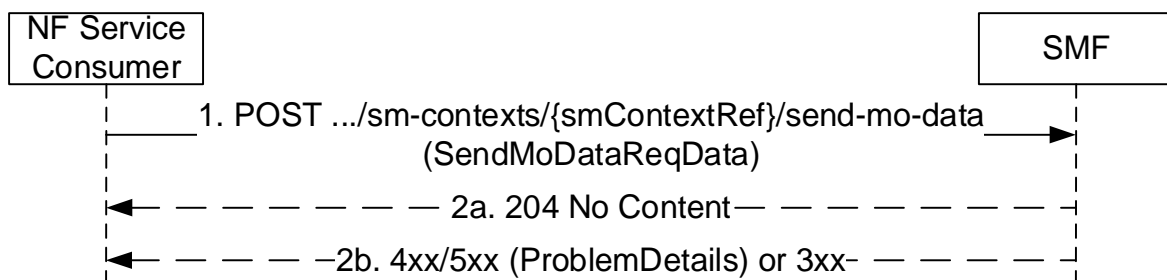 NF Service
Consumer
SMF
1. POST .../sm-contexts/{smContextRef}/send-mo-data
(SendMoDataReqData)
2a. 204 No Content
2b. 4xx/5xx (ProblemDetails) or 3xx